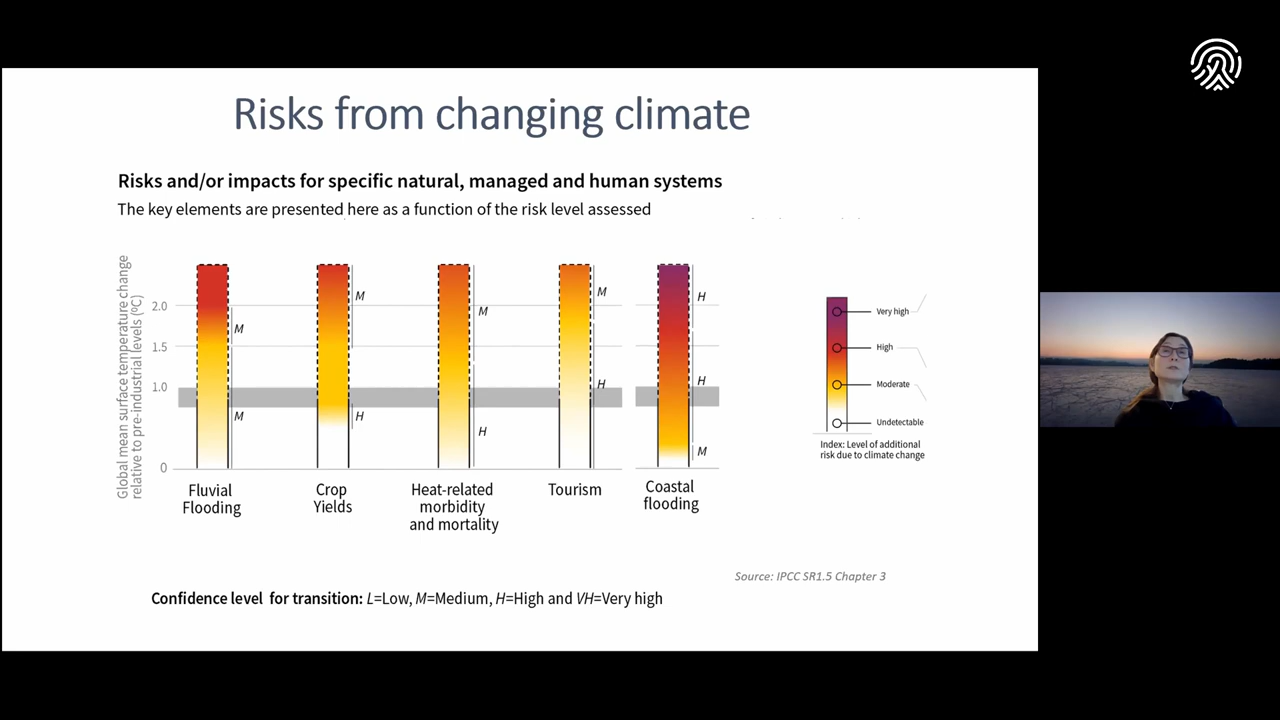 Risks from changing climate
Risks and/or impacts for specific natural, managed and human systems
The key elements are presented here as a function of the risk level assessed
Global mean surface temperature change
relative to pre-industrial levels (ºC)
2.0
1.5
1.0
0
M
M
H
H
M
H
M
H
M
H
H
M
Fluvial
Flooding
Crop
Yields
Heat-related
morbidity
and mortality
Tourism
Coastal
flooding
Very high
High
Moderate
Undetectable
Index: Level of additional
risk due to climate change
Source: IPCC SR1.5 Chapter 3
Confidence level for transition: L=Low, M=Medium, H=High and VH=Very high